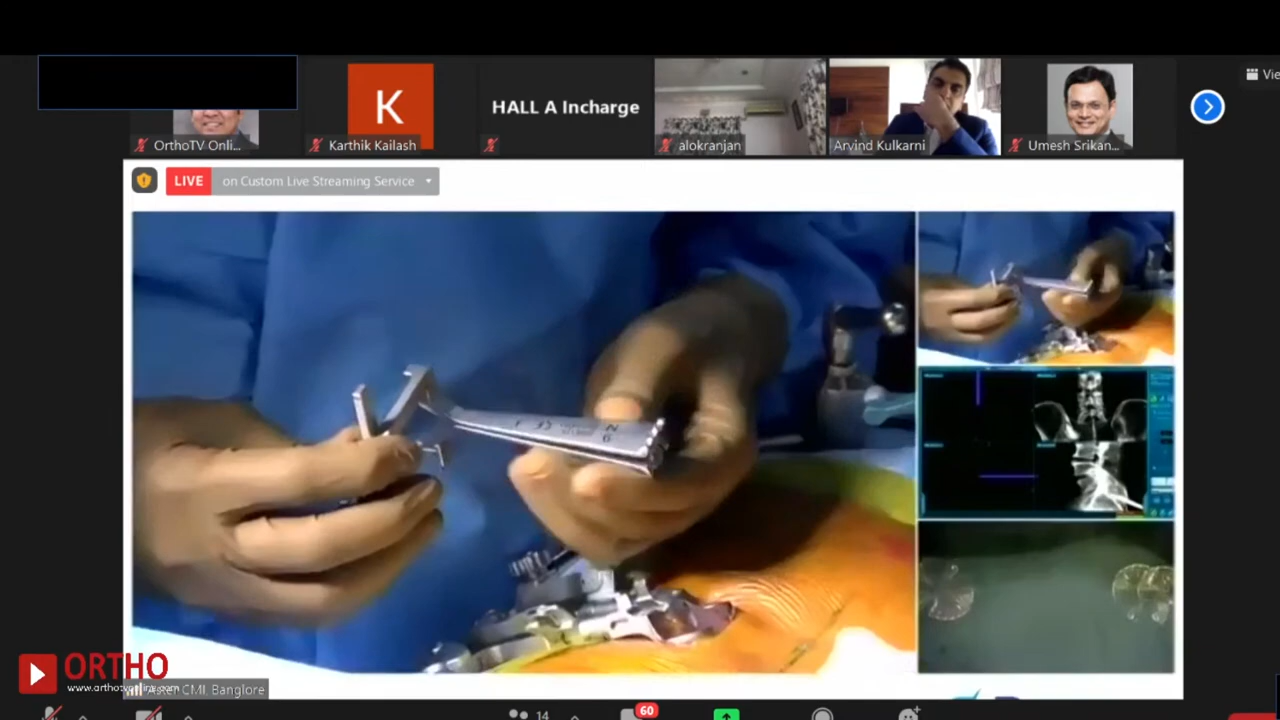 Vie
HALL A Incharge
K
OrthoTV Onli...
Karthik Kailash
alokranjan
Arvind Kulkarni
Umesh Srikan...
LIVE
on Custom Live Streaming Service
ORTHO
Aster CMI, Banglore
14
60